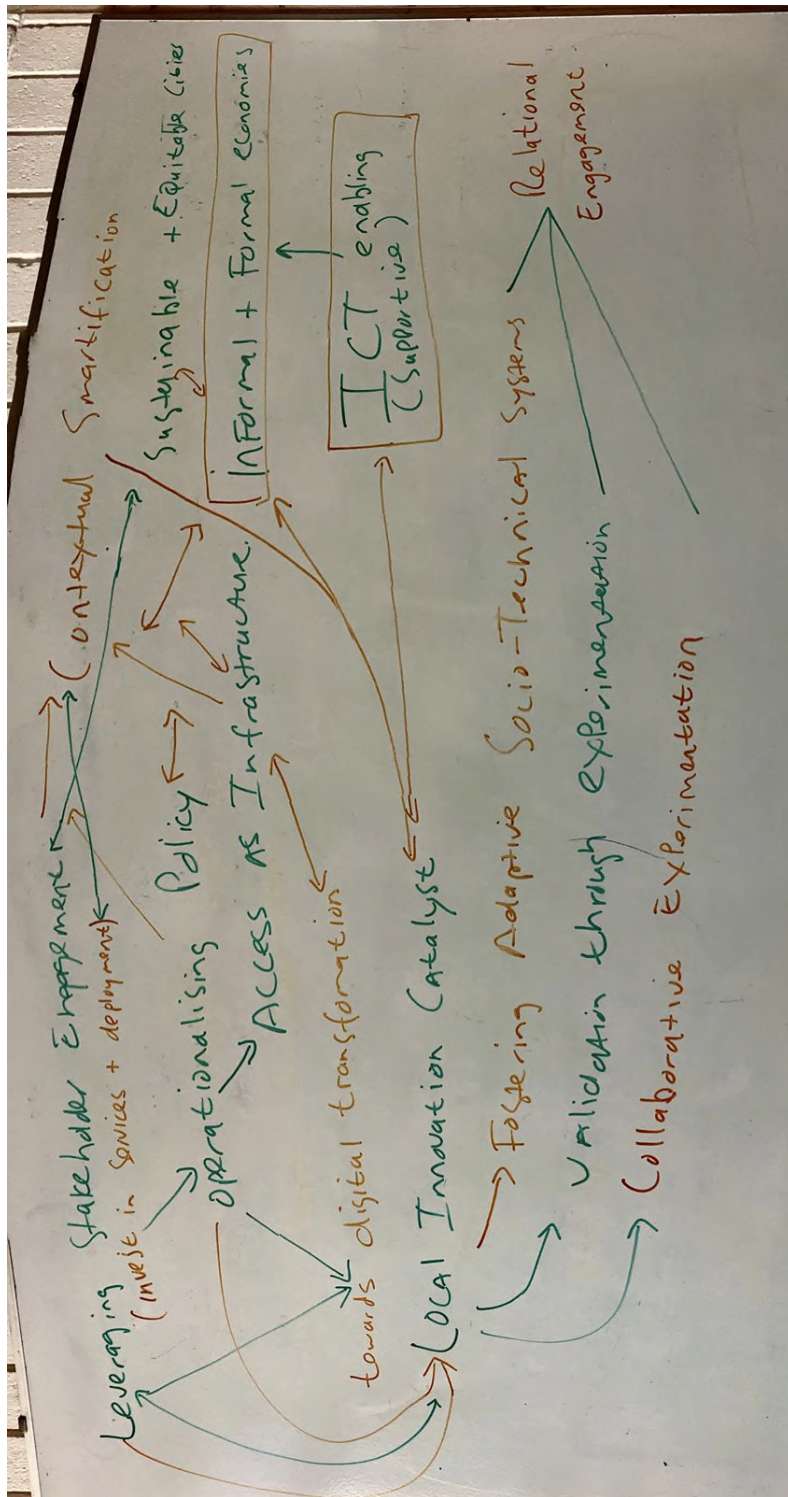 Leveraging Stakeholder Engagement
(invest in services + deployment)
Contextual Smartification
Operationalising Policy
Access as Infrastructure.
Sustainable + Equitable Cities
Informal + Formal economies
towards digital transformation
ICT enabling
(supportive)
Local Innovation Catalyst
Fostering Adaptive Socio-Technical Systems
Validation through experimentation
Collaborative Experimentation
Relational
Engagement